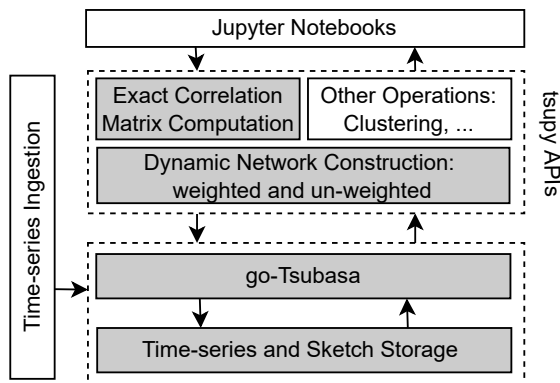 Jupyter Notebooks
Exact Correlation
Matrix Computation
Other Operations:
Clustering, ...
Dynamic Network Construction:
weighted and un-weighted
tsupy APIs
Time-series Ingestion
go-Tsubasa
Time-series and Sketch Storage